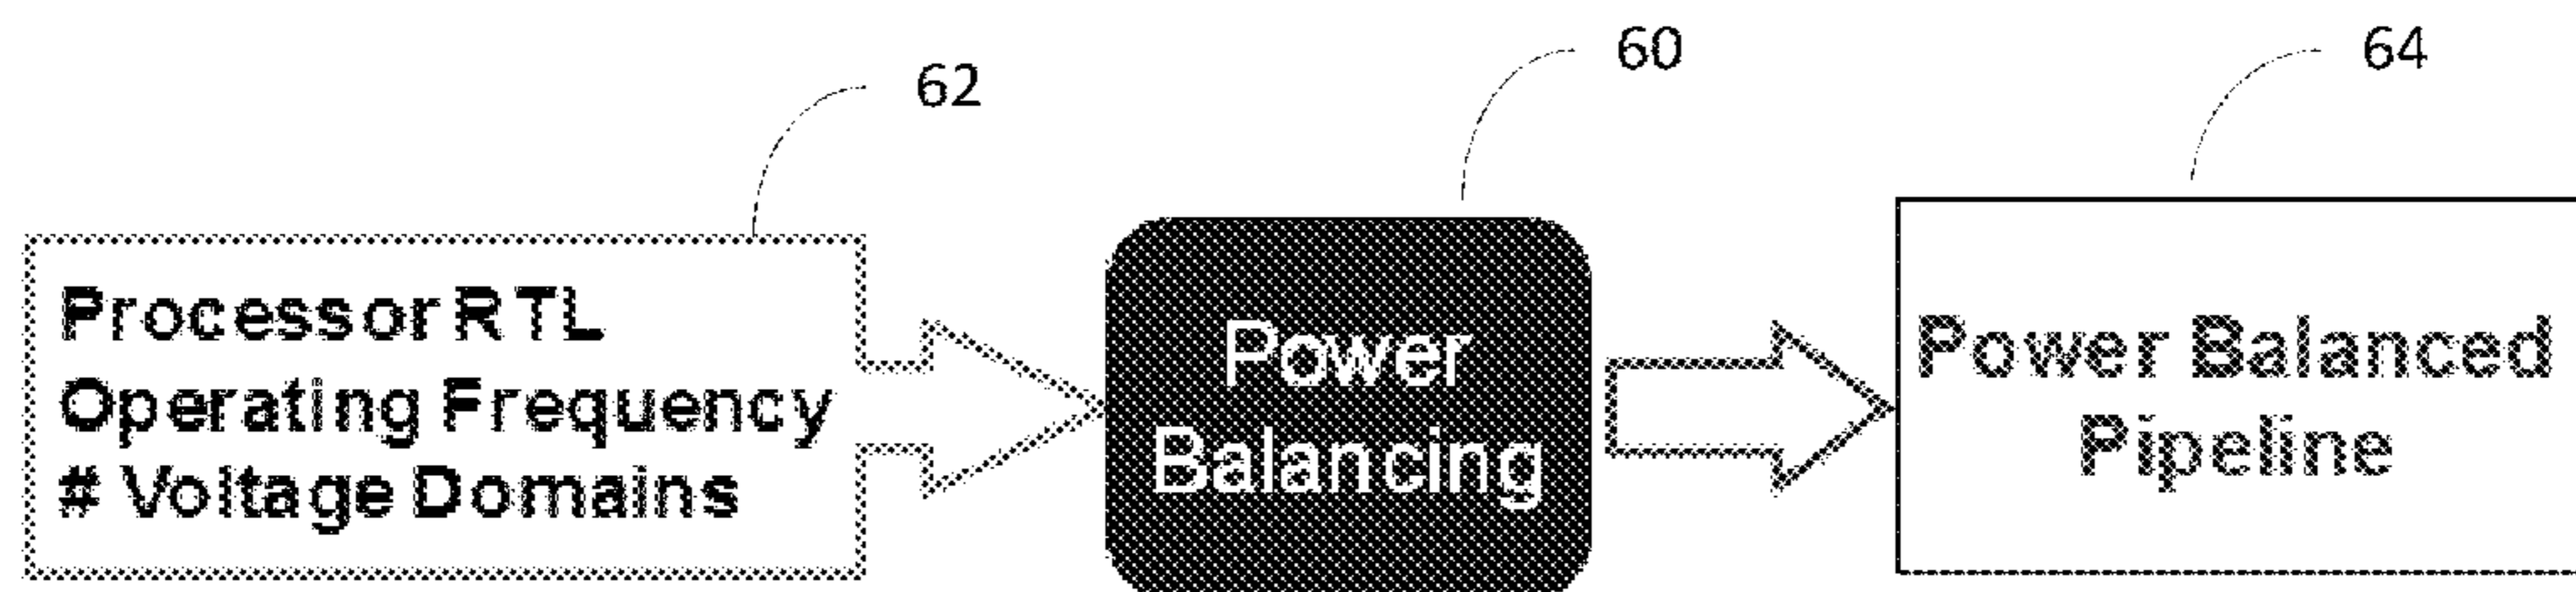 62
60
64
Processor RTL
Operating Frequency
# Voltage Domains
Power
Balancing
Power Balanced
Pipeline